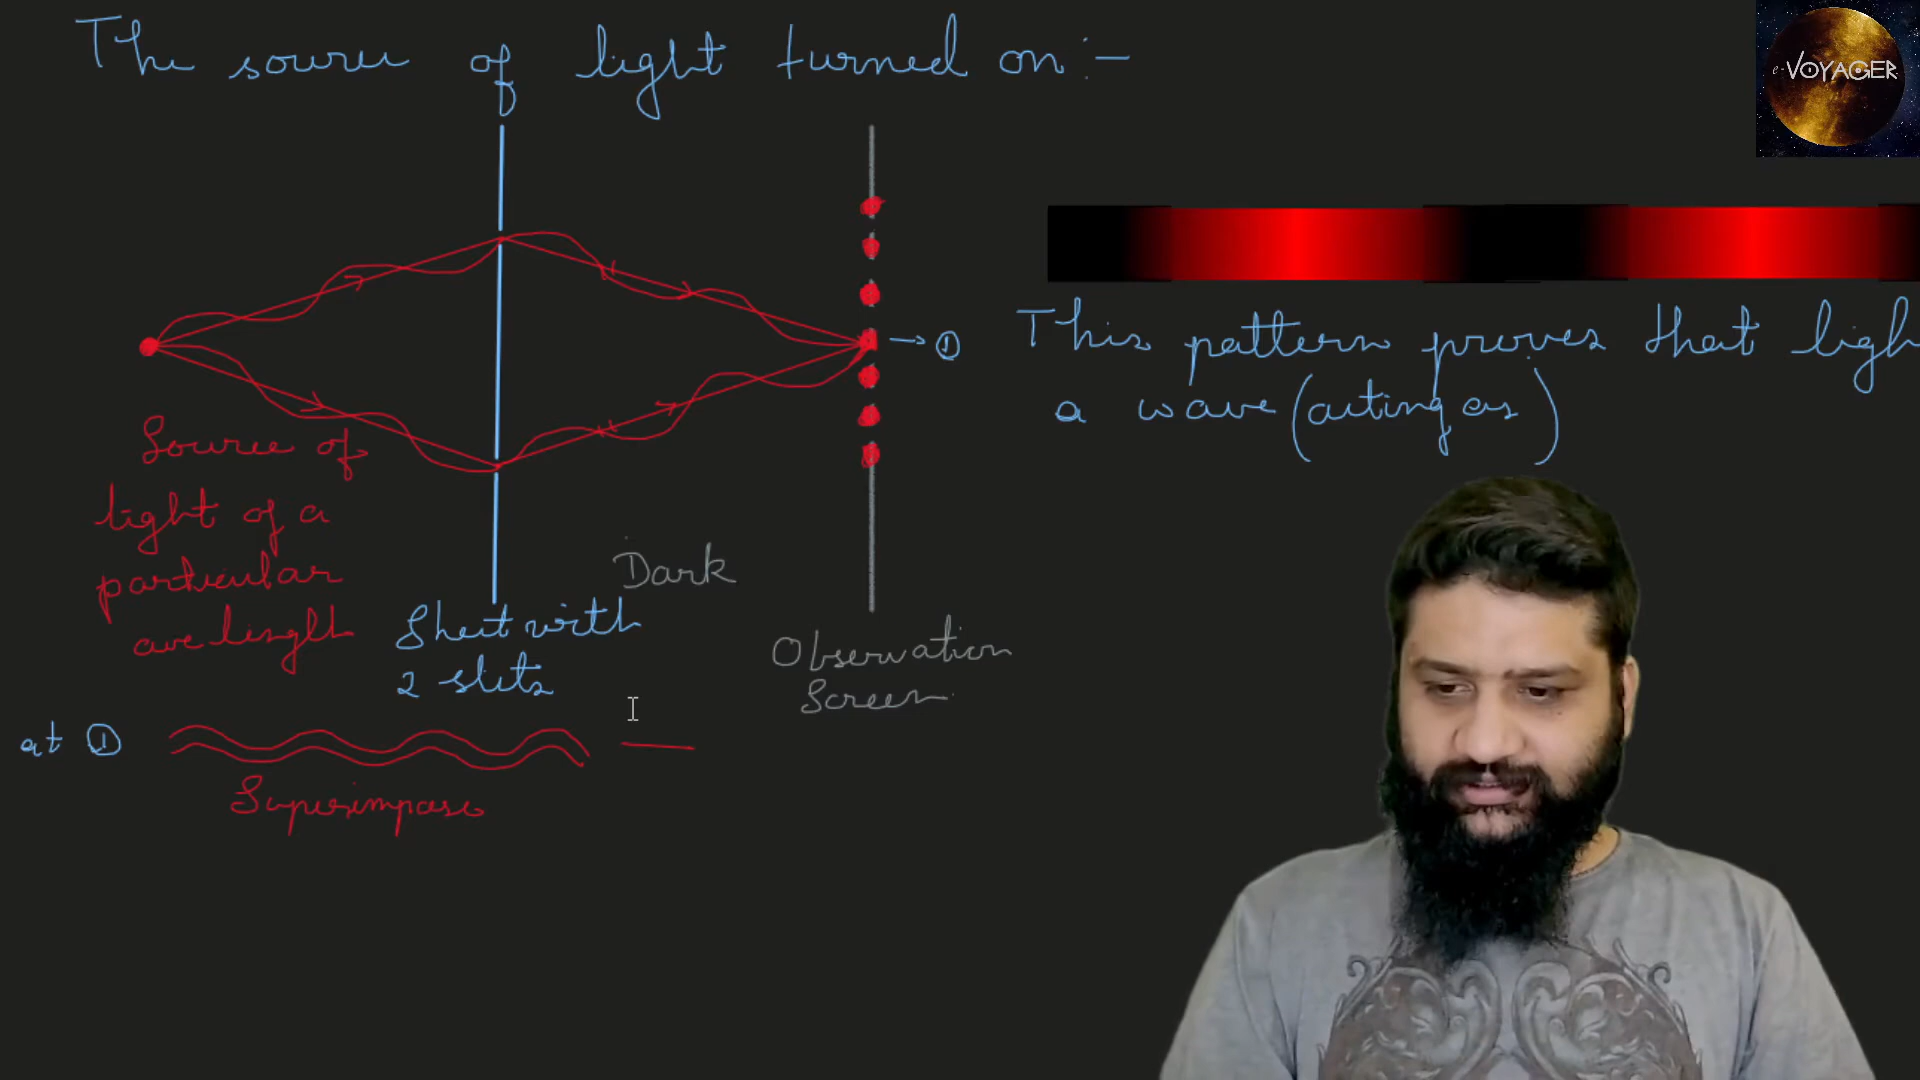 The source of light turned on:-
e-VOYAGER
This pattern proves that ligh
a wave (acting as)
→ ①
Source of
light of a
particular
avelength
Dark
Sheet with
2 slits
Observation
Screen
at ①
Superimpose